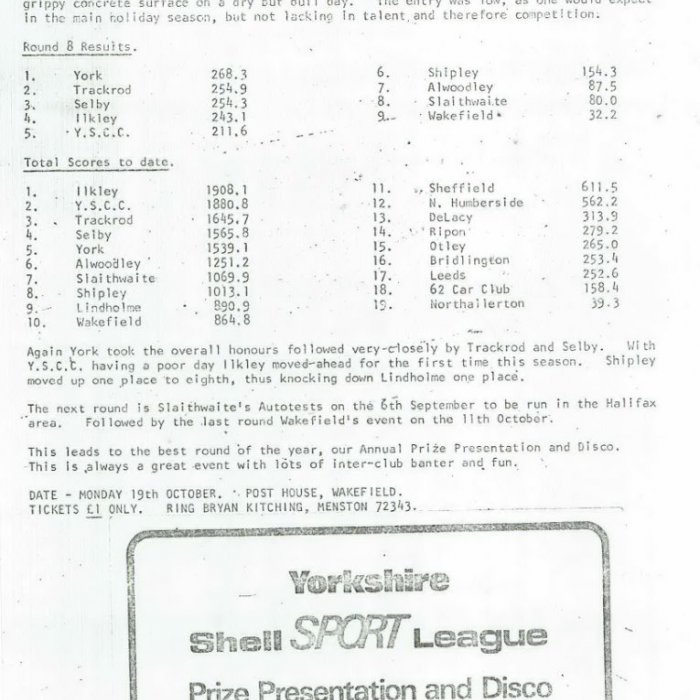 grippy concrete surface on a dry but dull day. The entry was low, as one would expect
in the main holiday season, but not lacking in talent and therefore competition.
Round 8 Results.
1. York 268.3 6. Shipley 154.3
2. Trackrod 254.9 7. Alwoodley 87.5
3. Selby 254.3 8. Slaithwaite 80.0
4. Ilkley 243.1 9. Wakefield 32.2
5. Y.S.C.C. 211.6
Total Scores to date.
1. Ilkley 1908.1 11. Sheffield 611.5
2. Y.S.C.C. 1880.8 12. N. Humberside 562.2
3. Trackrod 1645.7 13. DeLacy 313.9
4. Selby 1565.8 14. Ripon 279.2
5. York 1539.1 15. Otley 265.0
6. Alwoodley 1251.2 16. Bridlington 253.4
7. Slaithwaite 1069.9 17. Leeds 252.6
8. Shipley 1013.1 18. 62 Car Club 158.4
9. Lindholme 890.9 19. Northallerton 39.3
10. Wakefield 864.8
Again York took the overall honours followed very closely by Trackrod and Selby. With
Y.S.C.C. having a poor day Ilkley moved ahead for the first time this season. Shipley
moved up one place to eighth, thus knocking down Lindholme one place.
The next round is Slaithwaite's Autotests on the 6th September to be run in the Halifax
area. Followed by the last round Wakefield's event on the 11th October.
This leads to the best round of the year, our Annual Prize Presentation and Disco.
This is always a great event with lots of inter-club banter and fun.
DATE - MONDAY 19th OCTOBER. POST HOUSE, WAKEFIELD.
TICKETS £1 ONLY. RING BRYAN KITCHING, MENSTON 72343.
Yorkshire
Shell SPORT League
Prize Presentation and Disco